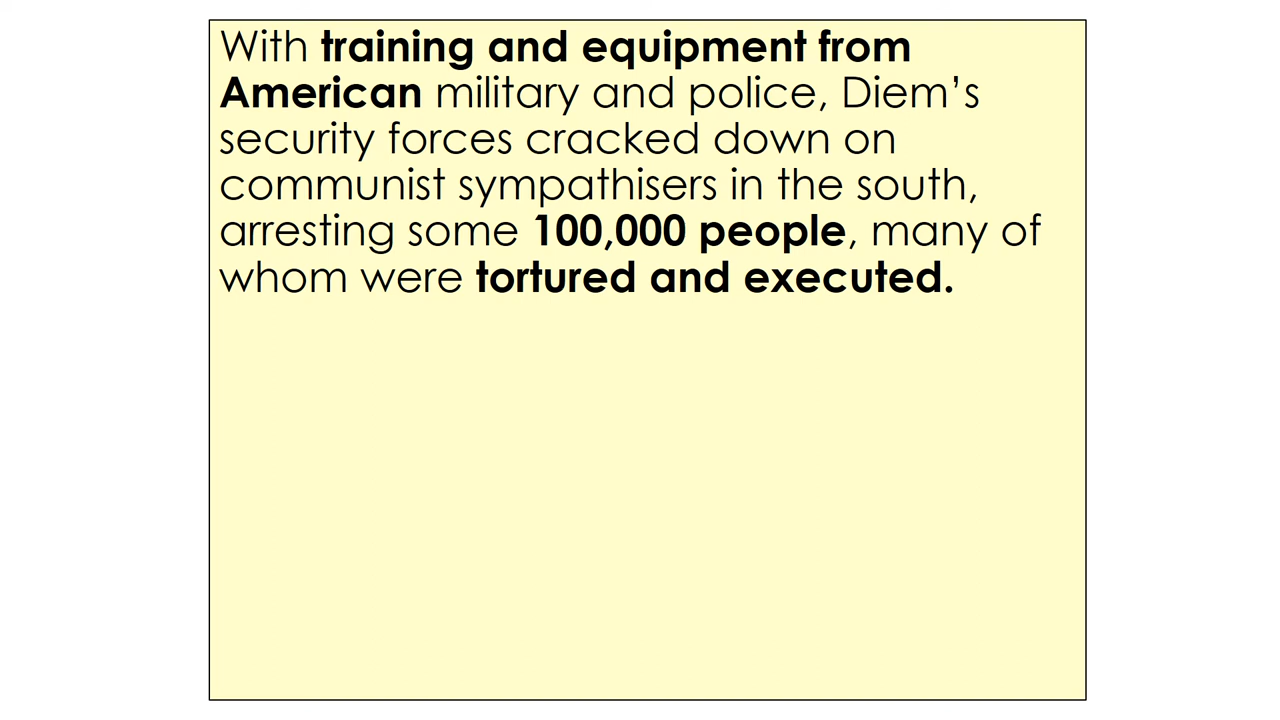 With training and equipment from
American military and police, Diem’s
security forces cracked down on
communist sympathisers in the south,
arresting some 100,000 people, many of
whom were tortured and executed.